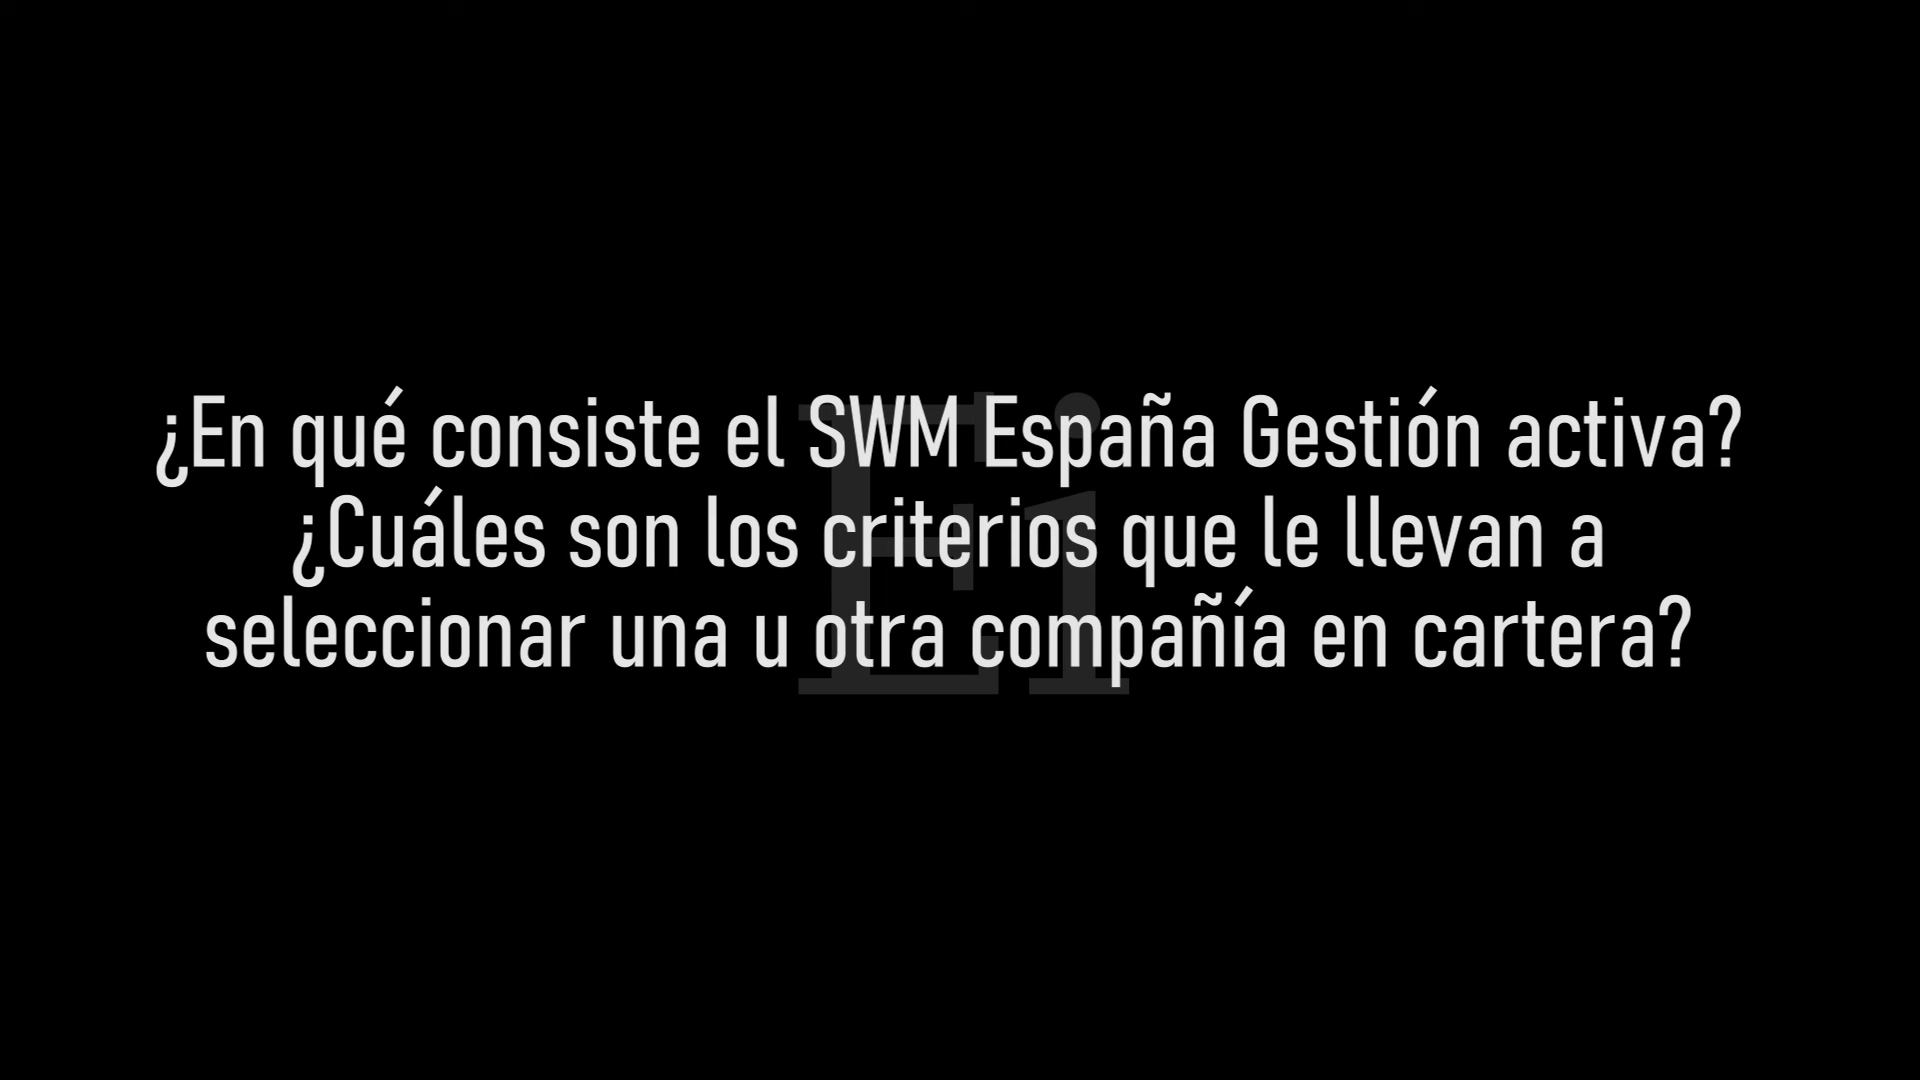 ¿En qué consiste el SWM España Gestión activa?
¿Cuáles son los criterios que le llevan a
seleccionar una u otra compañía en cartera?
Ei